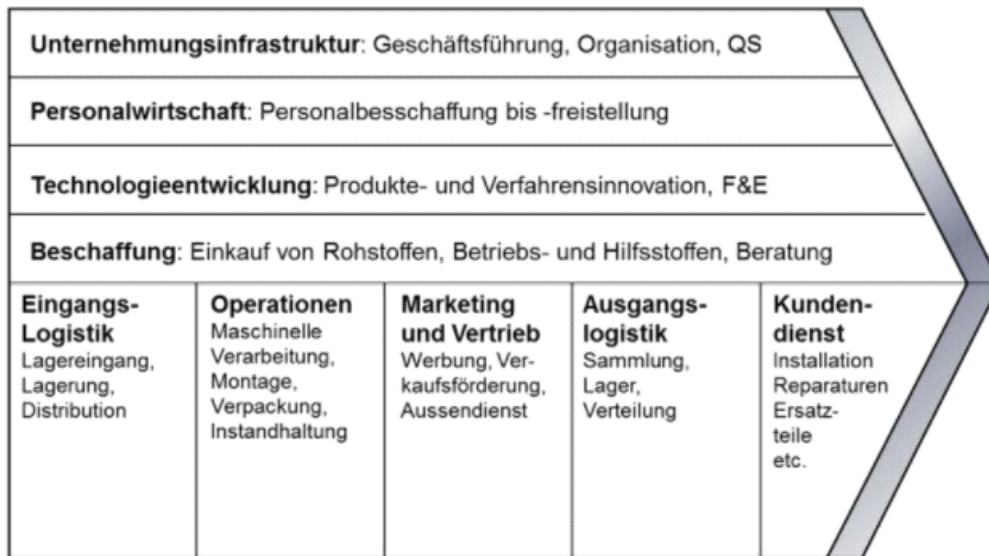 Unternehmungsinfrastruktur: Geschäftsführung, Organisation, QS
Personalwirtschaft: Personalbesschaffung bis -freistellung
Technologieentwicklung: Produkte- und Verfahrensinnovation, F&E
Beschaffung: Einkauf von Rohstoffen, Betriebs- und Hilfsstoffen, Beratung
Eingangs-
Logistik
Lagereingang,
Lagerung,
Distribution
Operationen
Maschinelle
Verarbeitung,
Montage,
Verpackung,
Instandhaltung
Marketing
und Vertrieb
Werbung, Ver-
kaufsförderung,
Aussendienst
Ausgangs-
logistik
Sammlung,
Lager,
Verteilung
Kunden-
dienst
Installation
Reparaturen
Ersatz-
teile
etc.